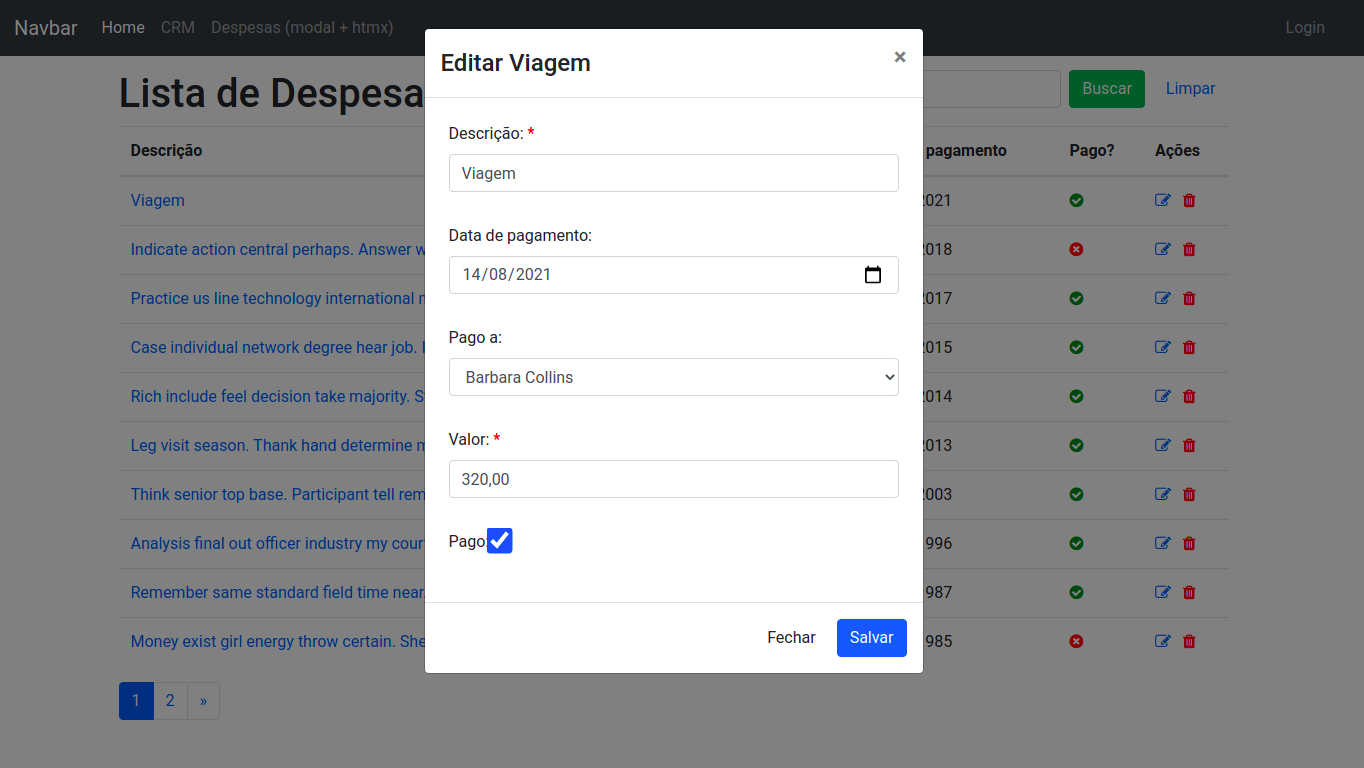 Navbar Home CRM Despesas (modal + htmx) Login
Editar Viagem ×
Lista de Despesa Buscar Limpar
Descrição: *
Descrição pagamento Pago? Ações
Viagem
Viagem 2021
Data de pagamento:
Indicate action central perhaps. Answer 2018
14/08/2021
Practice us line technology international 2017
Pago a:
Case individual network degree hear job. 2015
Barbara Collins
Rich include feel decision take majority. 2014
Valor: *
Leg visit season. Thank hand determine 2013
320,00
Think senior top base. Participant tell 2003
Pago:
Analysis final out officer industry my 996
Remember same standard field time near 987
Money exist girl energy throw certain. She 985
Fechar Salvar
1 2 »